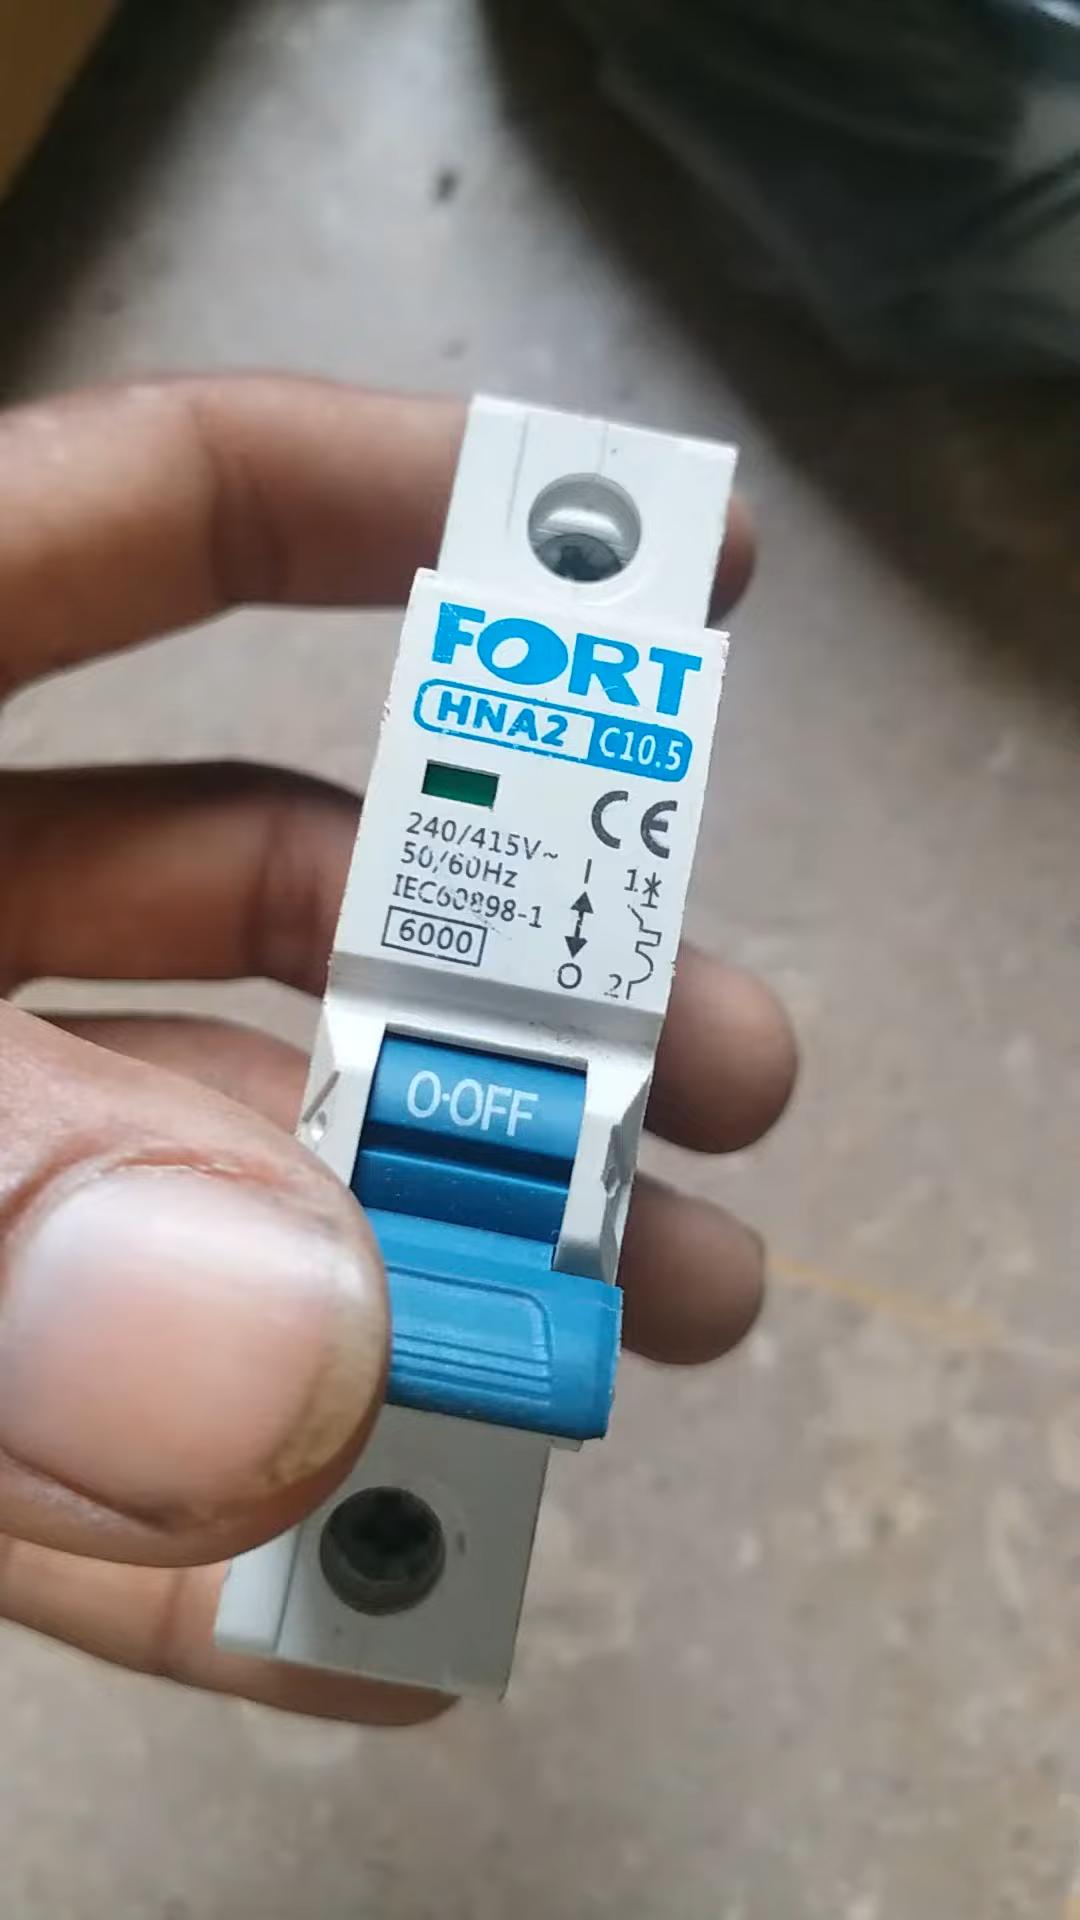 FORT
HNA2 C10.5
CE
240/415V~
50/60Hz
IEC60898-1
6000
I
O
1
2
O·OFF